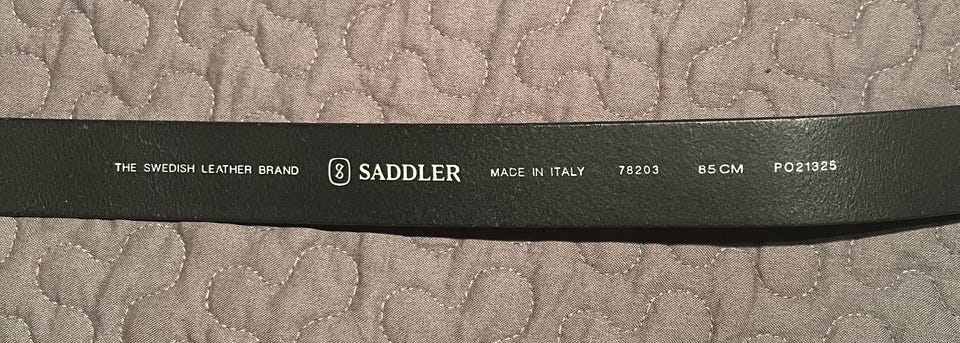 THE SWEDISH LEATHER BRAND SADDLER MADE IN ITALY 78203 85CM PO21325